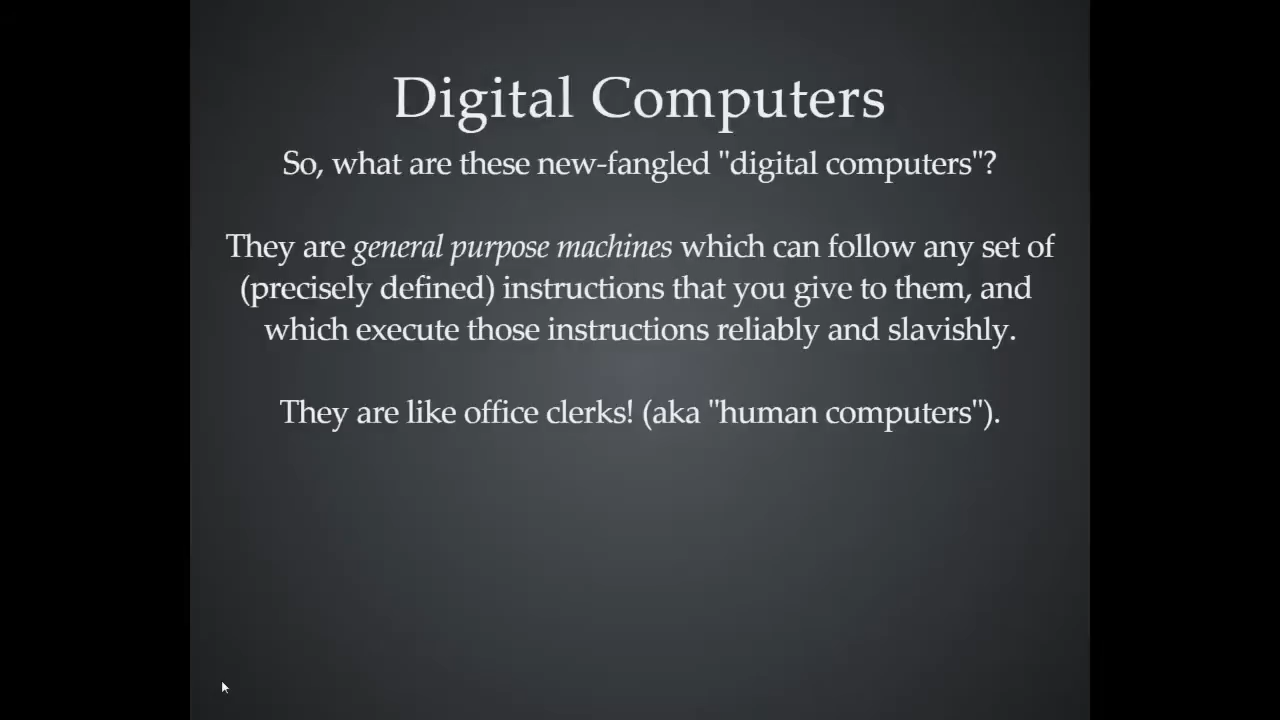 Digital Computers
So, what are these new-fangled "digital computers"?
They are general purpose machines which can follow any set of
(precisely defined) instructions that you give to them, and
which execute those instructions reliably and slavishly.
They are like office clerks! (aka "human computers").